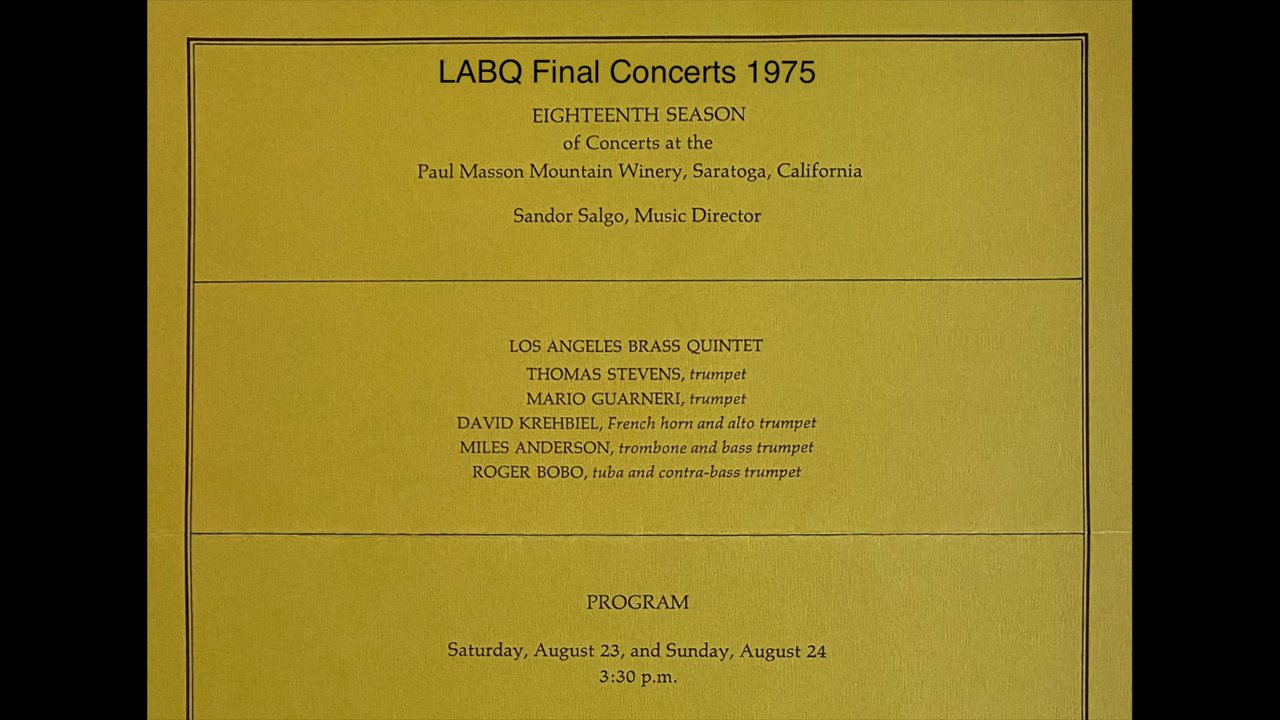 LABQ Final Concerts 1975
EIGHTEENTH SEASON
of Concerts at the
Paul Masson Mountain Winery, Saratoga, California
Sandor Salgo, Music Director
LOS ANGELES BRASS QUINTET
THOMAS STEVENS, trumpet
MARIO GUARNERI, trumpet
DAVID KREHBIEL, French horn and alto trumpet
MILES ANDERSON, trombone and bass trumpet
ROGER BOBO, tuba and contra-bass trumpet
PROGRAM
Saturday, August 23, and Sunday, August 24
3:30 p.m.